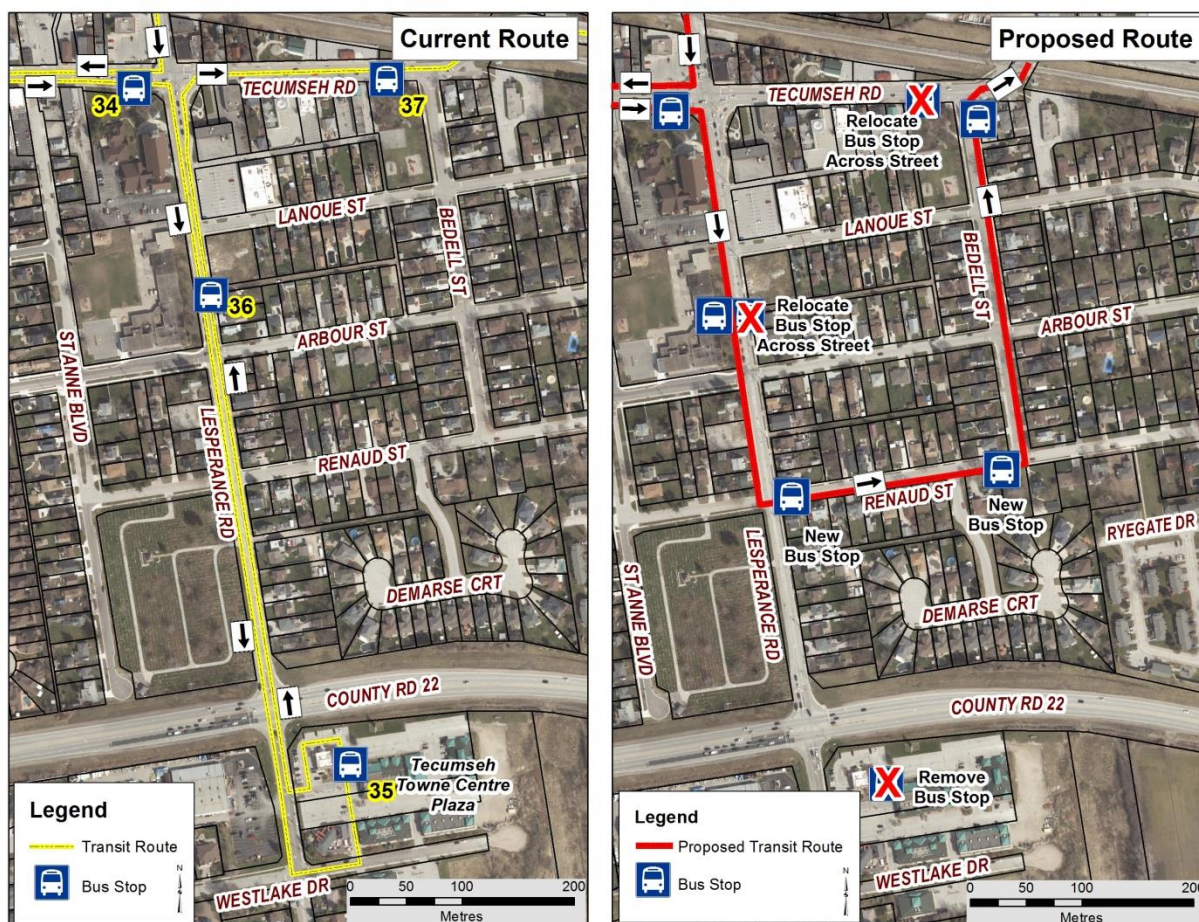 Current Route
34
TECUMSEH RD
37
LANOUE ST
BEDELL ST
36
ARBOUR ST
ST ANNE BLVD
LESPERANCE RD
RENAUD ST
DEMARSE CRT
COUNTY RD 22
35
Tecumseh
Towne Centre
Plaza
WESTLAKE DR
Legend
Transit Route
Bus Stop
N
0 50 100 200
Metres
Proposed Route
TECUMSEH RD
Relocate
Bus Stop
Across Street
LANOUE ST
BEDELL ST
Relocate
Bus Stop
Across Street
ARBOUR ST
RENAUD ST
New
Bus Stop
New
Bus Stop
RYEGATE DR
ST ANNE BLVD
LESPERANCE RD
DEMARSE CRT
COUNTY RD 22
Remove
Bus Stop
WESTLAKE DR
Legend
Proposed Transit Route
Bus Stop
N
0 50 100 200
Metres